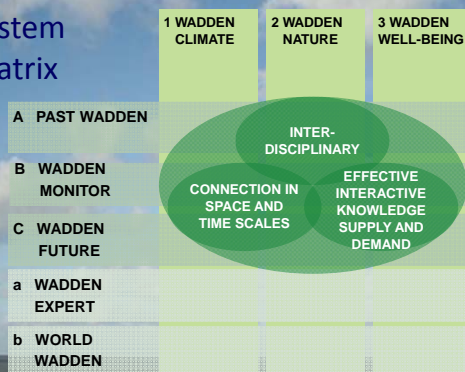 stem
atrix
1 WADDEN
CLIMATE
2 WADDEN
NATURE
3 WADDEN
WELL-BEING
A PAST WADDEN
B WADDEN
MONITOR
C WADDEN
FUTURE
a WADDEN
EXPERT
b WORLD
WADDEN
INTER-
DISCIPLINARY
CONNECTION IN
SPACE AND
TIME SCALES
EFFECTIVE
INTERACTIVE
KNOWLEDGE
SUPPLY AND
DEMAND